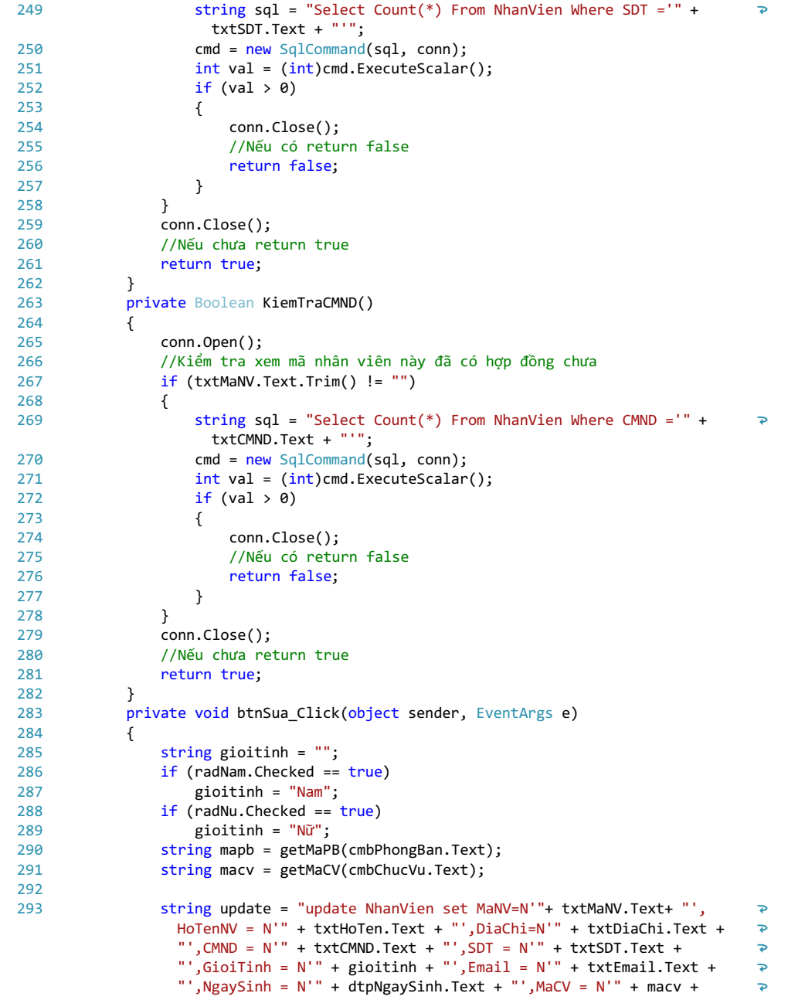 249 string sql = "Select Count(*) From NhanVien Where SDT ='" +
txtSDT.Text + "'";
250 cmd = new SqlCommand(sql, conn);
251 int val = (int)cmd.ExecuteScalar();
252 if (val > 0)
253 {
254 conn.Close();
255 //Nếu có return false
256 return false;
257 }
258 }
259 conn.Close();
260 //Nếu chưa return true
261 return true;
262 }
263 private Boolean KiemTraCMND()
264 {
265 conn.Open();
266 //Kiểm tra xem mã nhân viên này đã có hợp đồng chưa
267 if (txtMaNV.Text.Trim() != "")
268 {
269 string sql = "Select Count(*) From NhanVien Where CMND ='" +
txtCMND.Text + "'";
270 cmd = new SqlCommand(sql, conn);
271 int val = (int)cmd.ExecuteScalar();
272 if (val > 0)
273 {
274 conn.Close();
275 //Nếu có return false
276 return false;
277 }
278 }
279 conn.Close();
280 //Nếu chưa return true
281 return true;
282 }
283 private void btnSua_Click(object sender, EventArgs e)
284 {
285 string gioitinh = "";
286 if (radNam.Checked == true)
287 gioitinh = "Nam";
288 if (radNu.Checked == true)
289 gioitinh = "Nữ";
290 string mapb = getMaPB(cmbPhongBan.Text);
291 string macv = getMaCV(cmbChucVu.Text);
292
293 string update = "update NhanVien set MaNV=N'"+ txtMaNV.Text+ "',
HoTenNV = N'" + txtHoTen.Text + "',DiaChi=N'" + txtDiaChi.Text +
"',CMND = N'" + txtCMND.Text + "',SDT = N'" + txtSDT.Text +
"',GioiTinh = N'" + gioitinh + "',Email = N'" + txtEmail.Text +
"',NgaySinh = N'" + dtpNgaySinh.Text + "',MaCV = N'" + macv +